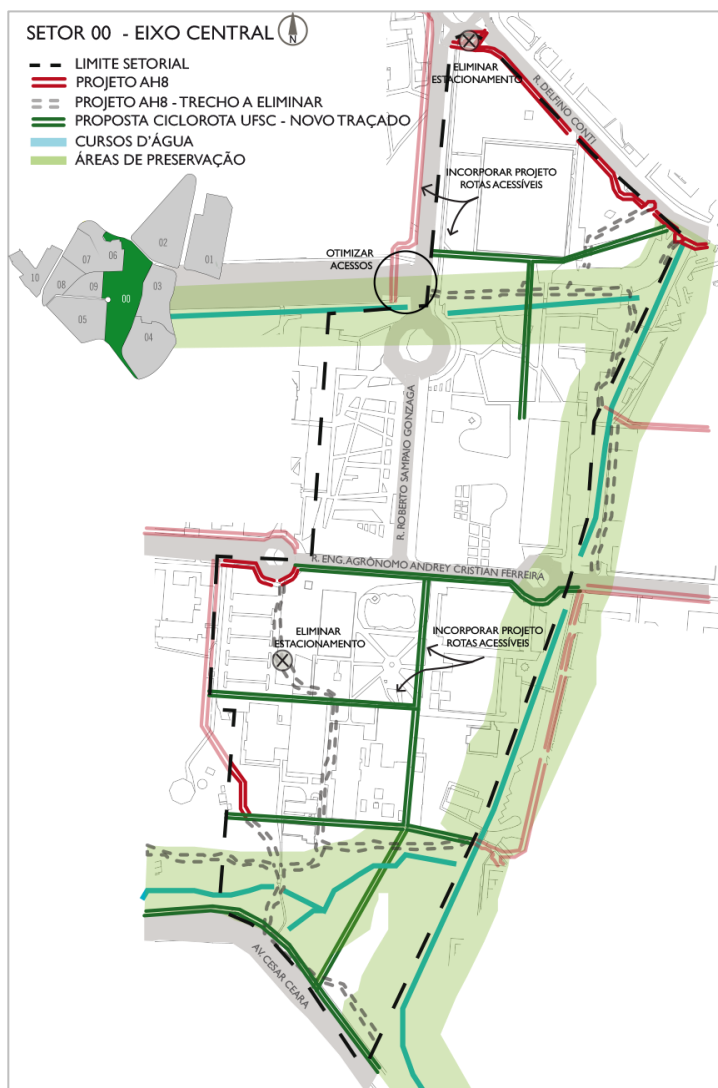 SETOR 00 - EIXO CENTRAL
N
LIMITE SETORIAL
PROJETO AH8
PROJETO AH8 - TRECHO A ELIMINAR
PROPOSTA CICLOROTA UFSC - NOVO TRAÇADO
CURSOS D'ÁGUA
ÁREAS DE PRESERVAÇÃO
ELIMINAR
ESTACIONAMENTO
R. DELFINO CONTI
INCORPORAR PROJETO
ROTAS ACESSÍVEIS
OTIMIZAR
ACESSOS
02
01
06
07
10
08
09
00
03
05
04
R. ROBERTO SAMPAIO GONZAGA
R. ENG. AGRÔNOMO ANDREY CRISTIAN FERREIRA
ELIMINAR
ESTACIONAMENTO
INCORPORAR PROJETO
ROTAS ACESSÍVEIS
AV. CESAR CEARA